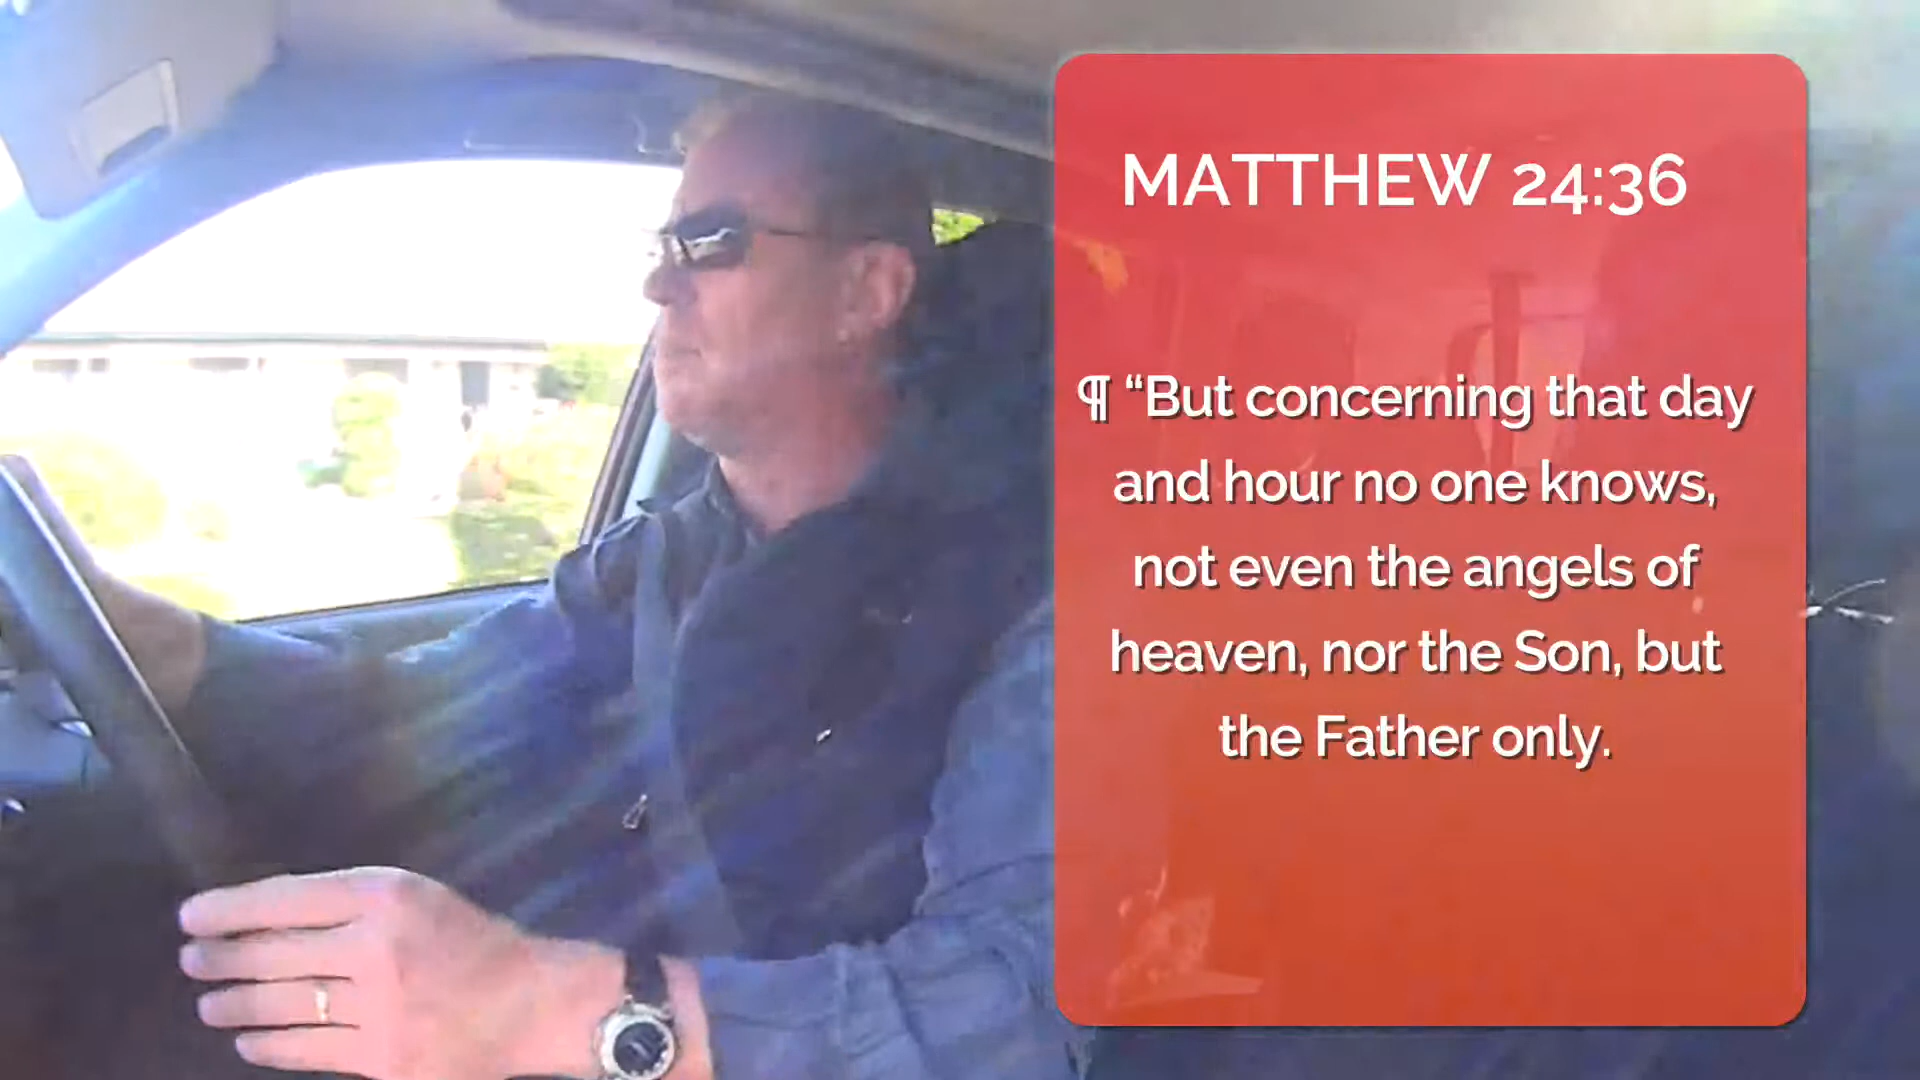 MATTHEW 24:36
¶ “But concerning that day
and hour no one knows,
not even the angels of
heaven, nor the Son, but
the Father only.